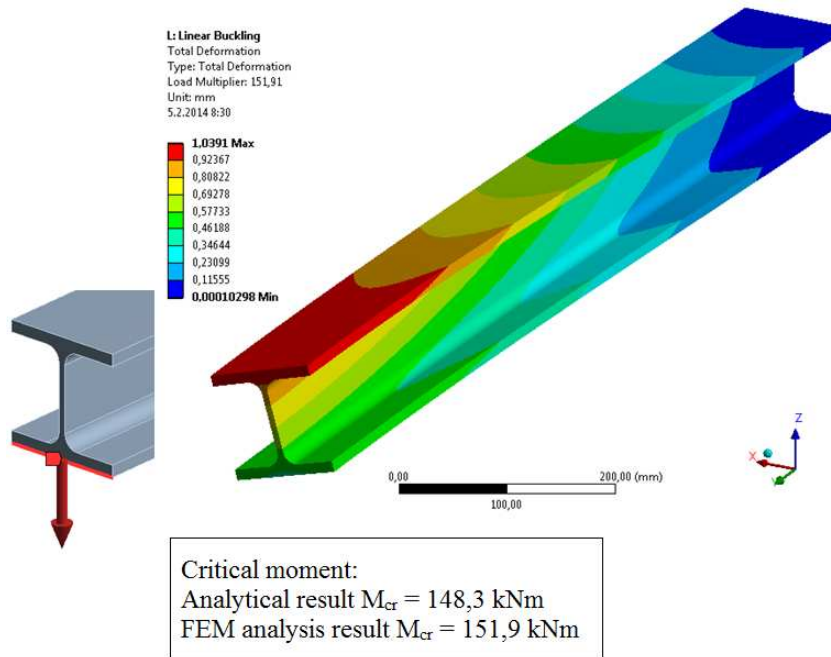 L: Linear Buckling
Total Deformation
Type: Total Deformation
Load Multiplier: 151,91
Unit: mm
5.2.2014 8:30
1,0391 Max
0,92367
0,80822
0,69278
0,57733
0,46188
0,34644
0,23099
0,11555
0,00010298 Min
0,00 200,00 (mm)
100,00
Z
X
Y
Critical moment:
Analytical result Mcr = 148,3 kNm
FEM analysis result Mcr = 151,9 kNm